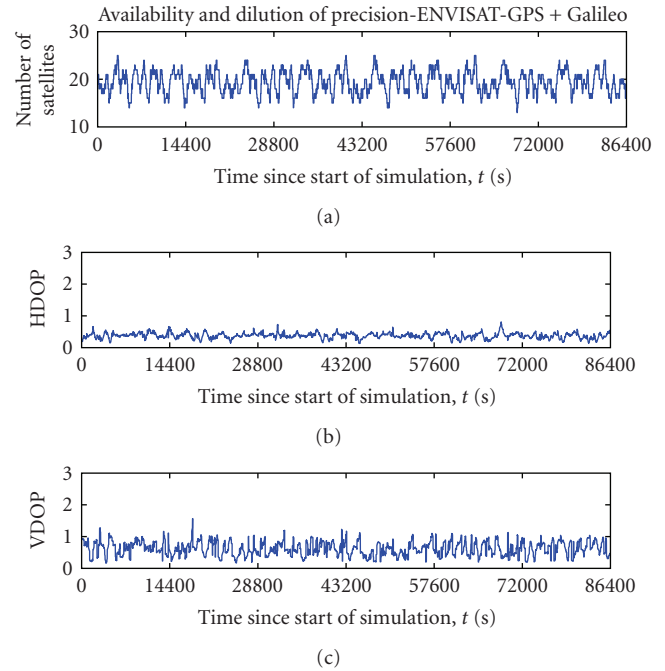 Availability and dilution of precision-ENVISAT-GPS + Galileo
Number of
satellites
30
20
10
0 14400 28800 43200 57600 72000 86400
Time since start of simulation, t (s)
(a)
HDOP
3
2
1
0
0 14400 28800 43200 57600 72000 86400
Time since start of simulation, t (s)
(b)
VDOP
3
2
1
0
0 14400 28800 43200 57600 72000 86400
Time since start of simulation, t (s)
(c)